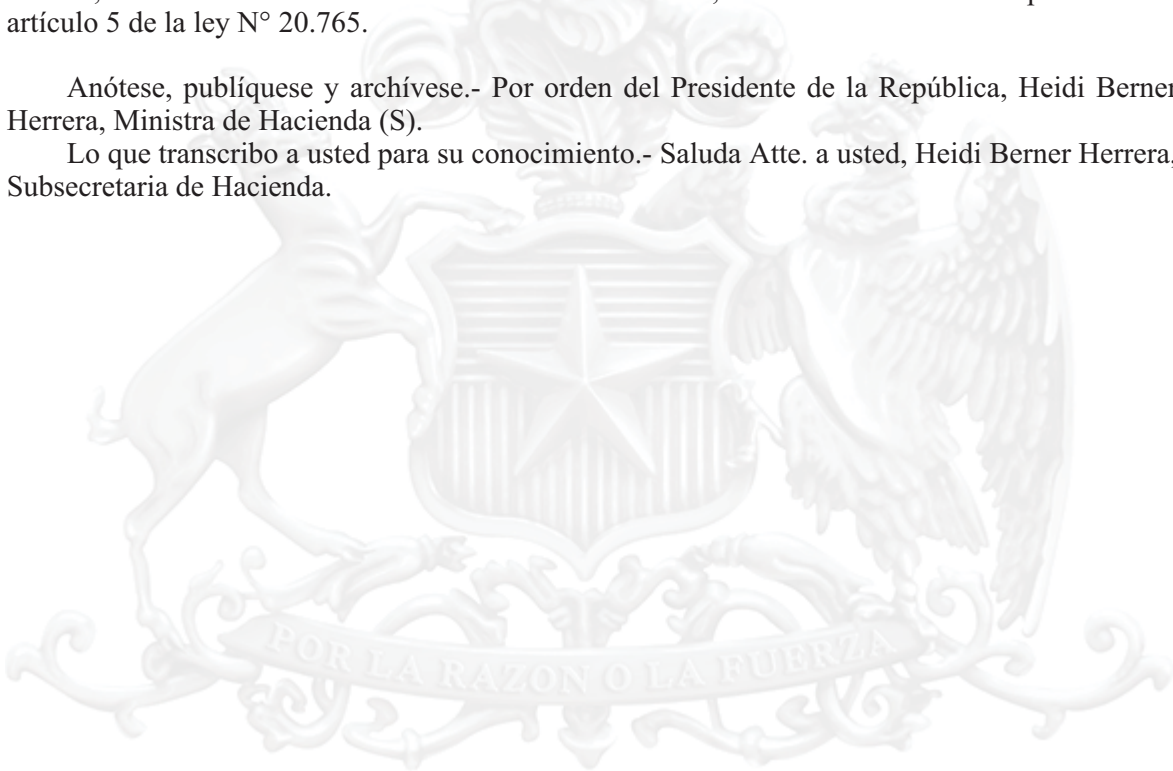 artículo 5 de la ley N° 20.765.
Anótese, publíquese y archívese.- Por orden del Presidente de la República, Heidi Berner
Herrera, Ministra de Hacienda (S).
Lo que transcribo a usted para su conocimiento.- Saluda Atte. a usted, Heidi Berner Herrera,
Subsecretaria de Hacienda.
POR LA RAZON O LA FUERZA